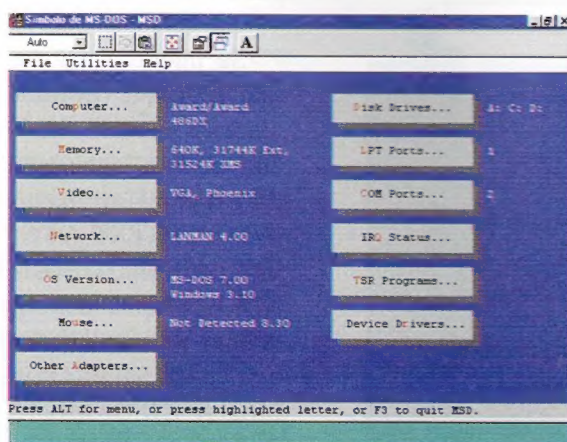 Símbolo de MS-DOS - MSD
Auto
A
File Utilities Help
Computer... Award/Award
486DX
Disk Drives... A: C: D:
Memory... 640K, 31744K Ext,
31524K XMS
LPT Ports... 1
Video... VGA, Phoenix
COM Ports... 2
Network... LANMAN 4.00
IRQ Status...
OS Version... MS-DOS 7.00
Windows 3.10
TSR Programs...
Mouse... Not Detected 8.30
Device Drivers...
Other Adapters...
Press ALT for menu, or press highlighted letter, or F3 to quit MSD.